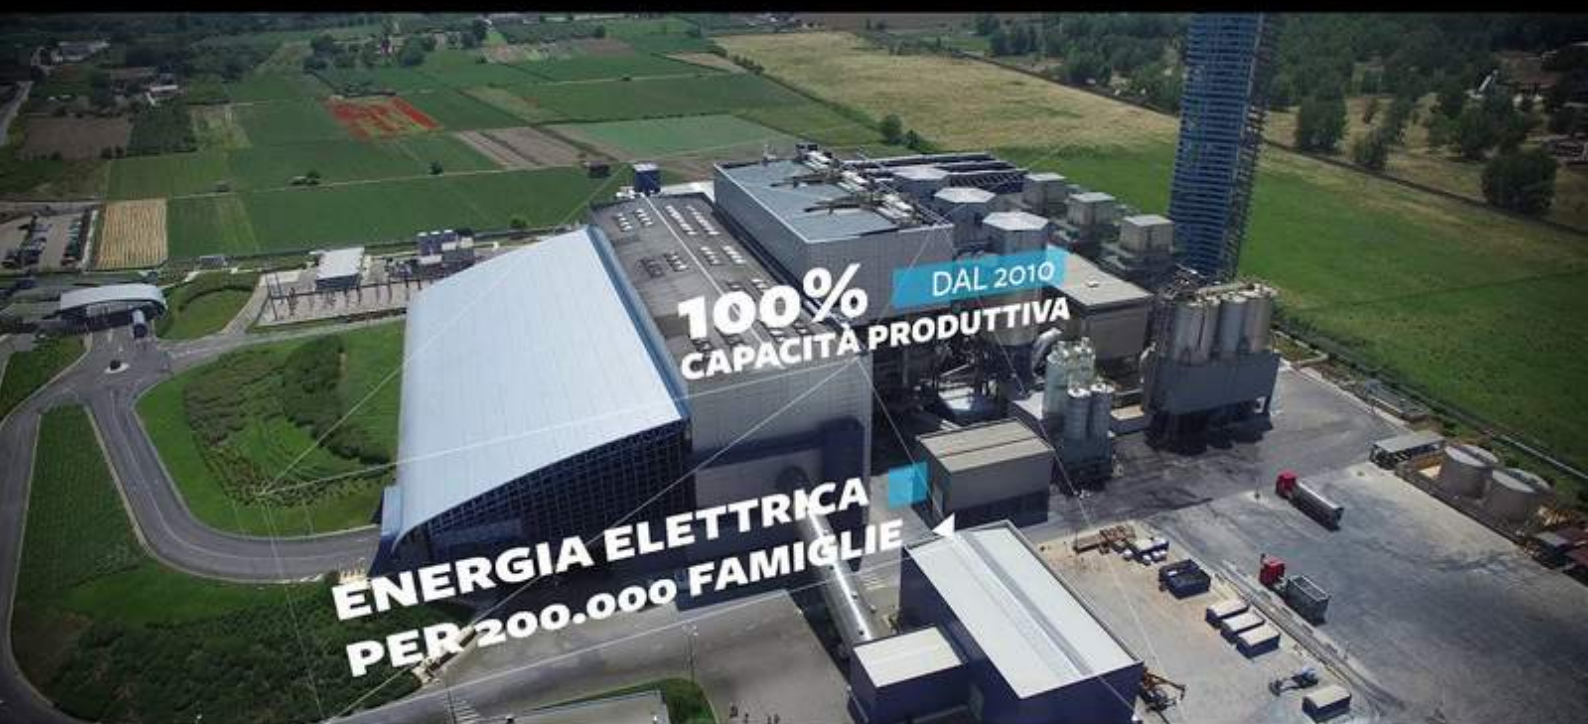 100% DAL 2010
CAPACITÀ PRODUTTIVA
ENERGIA ELETTRICA
PER 200.000 FAMIGLIE